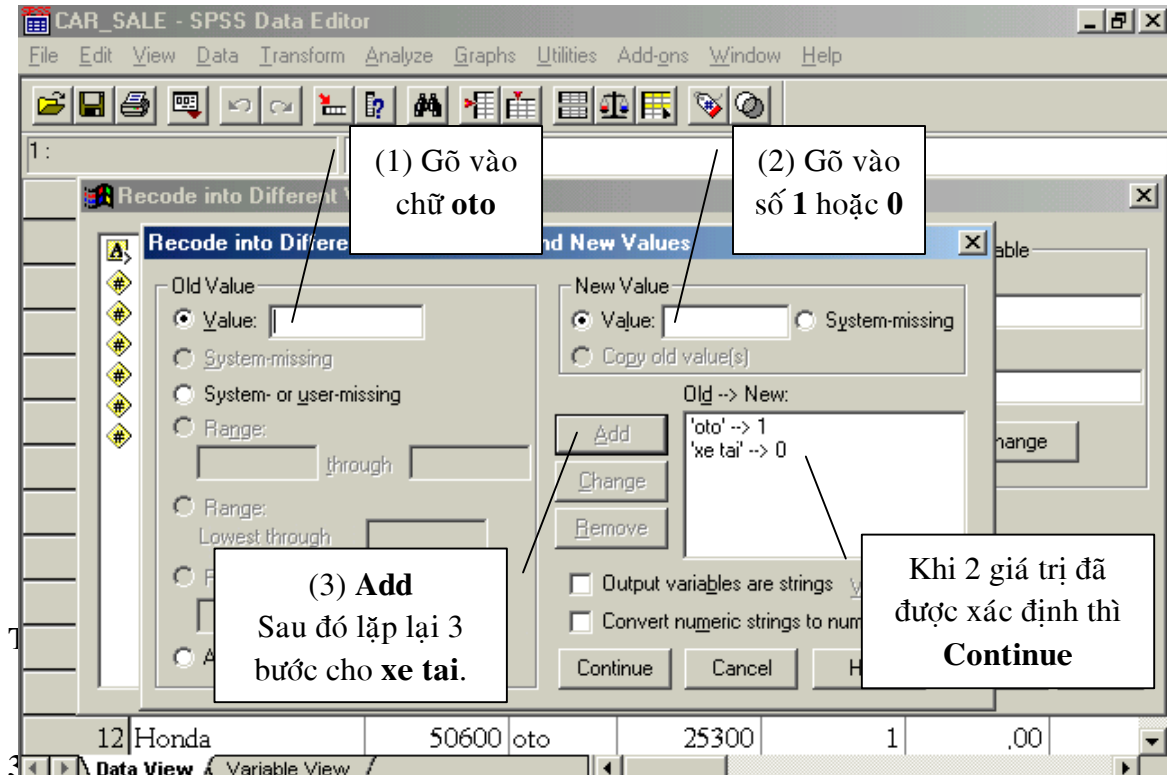 CAR_SALE - SPSS Data Editor
File Edit View Data Transform Analyze Graphs Utilities Add-ons Window Help
1 :
(1) Gõ vào
chữ oto
(2) Gõ vào
số 1 hoặc 0
Recode into Different
Recode into Differe nd New Values
able
Old Value
Value:
System-missing
System- or user-missing
Range:
through
Range:
Lowest through
New Value
Value: System-missing
Copy old value(s)
Old --> New:
'oto' --> 1
'xe tai' --> 0
Add
Change
Remove
hange
(3) Add
Sau đó lặp lại 3
bước cho xe tai.
Output variables are strings
Convert numeric strings to num
Continue Cancel H
Khi 2 giá trị đã
được xác định thì
Continue
12 Honda 50600 oto 25300 1 ,00
Data View Variable View